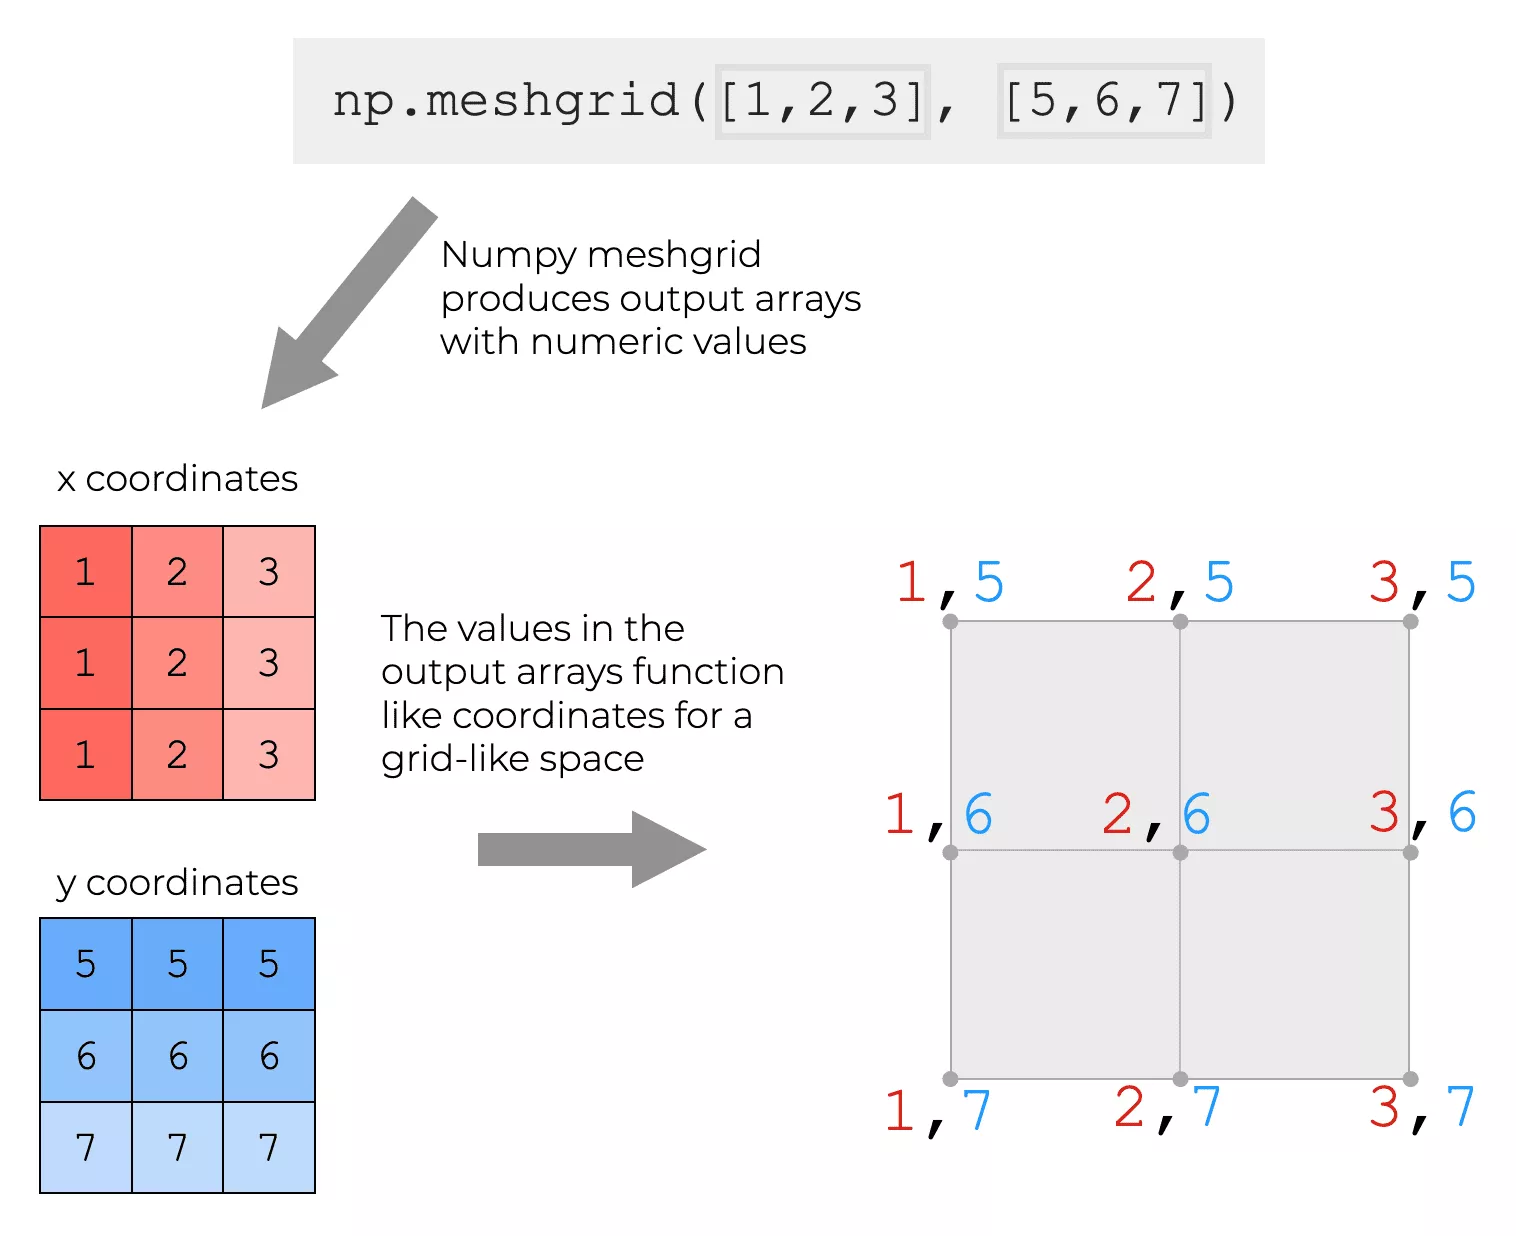 np.meshgrid([1,2,3], [5,6,7])
Numpy meshgrid
produces output arrays
with numeric values
x coordinates
1 2 3
1 2 3
1 2 3
The values in the
output arrays function
like coordinates for a
grid-like space
y coordinates
5 5 5
6 6 6
7 7 7
1,5 2,5 3,5
1,6 2,6 3,6
1,7 2,7 3,7